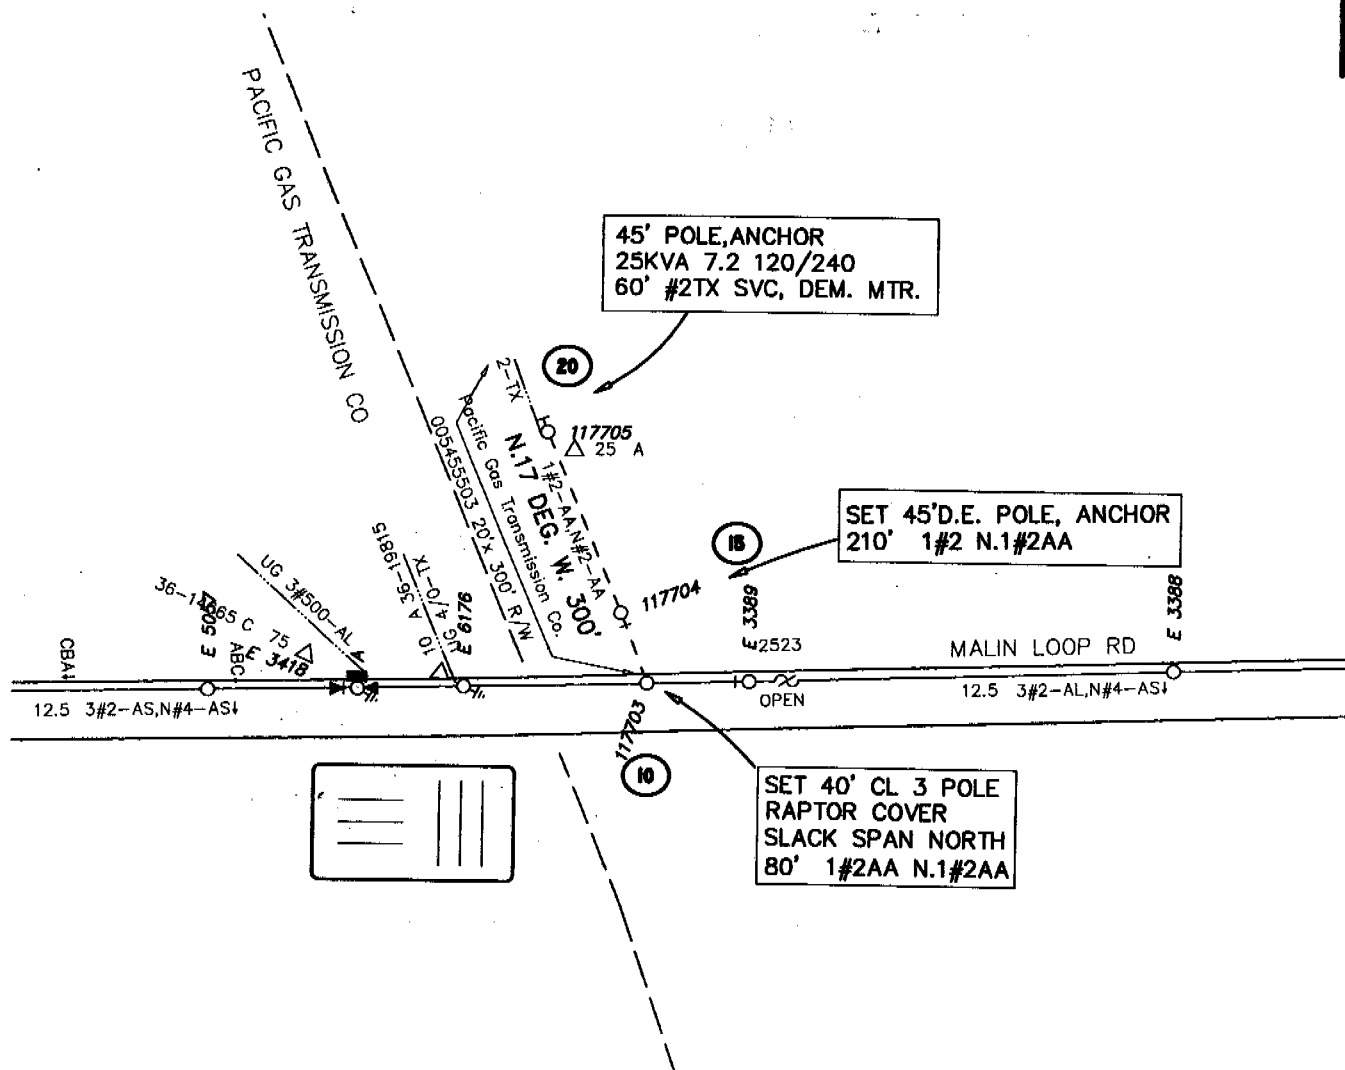 PACIFIC GAS TRANSMISSION CO
45' POLE,ANCHOR
25KVA 7.2 120/240
60' #2TX SVC, DEM. MTR.
20
2-TX
117705
25 A
1#2-AA,N#2-AA
N.17 DEG. W. 300'
Pacific Gas Transmission Co.
005455503 20'x 300' R/W
SET 45'D.E. POLE, ANCHOR
210' 1#2 N.1#2AA
15
117704
E 3389
E2523
OPEN
MALIN LOOP RD
E 3388
12.5 3#2-AL,N#4-AS
A 36-19815
10
UG 4/0-TX
E 6176
UG 3#500-AL
75
E 3418
ABC
CBA
12.5 3#2-AS,N#4-AS
117703
10
SET 40' CL 3 POLE
RAPTOR COVER
SLACK SPAN NORTH
80' 1#2AA N.1#2AA